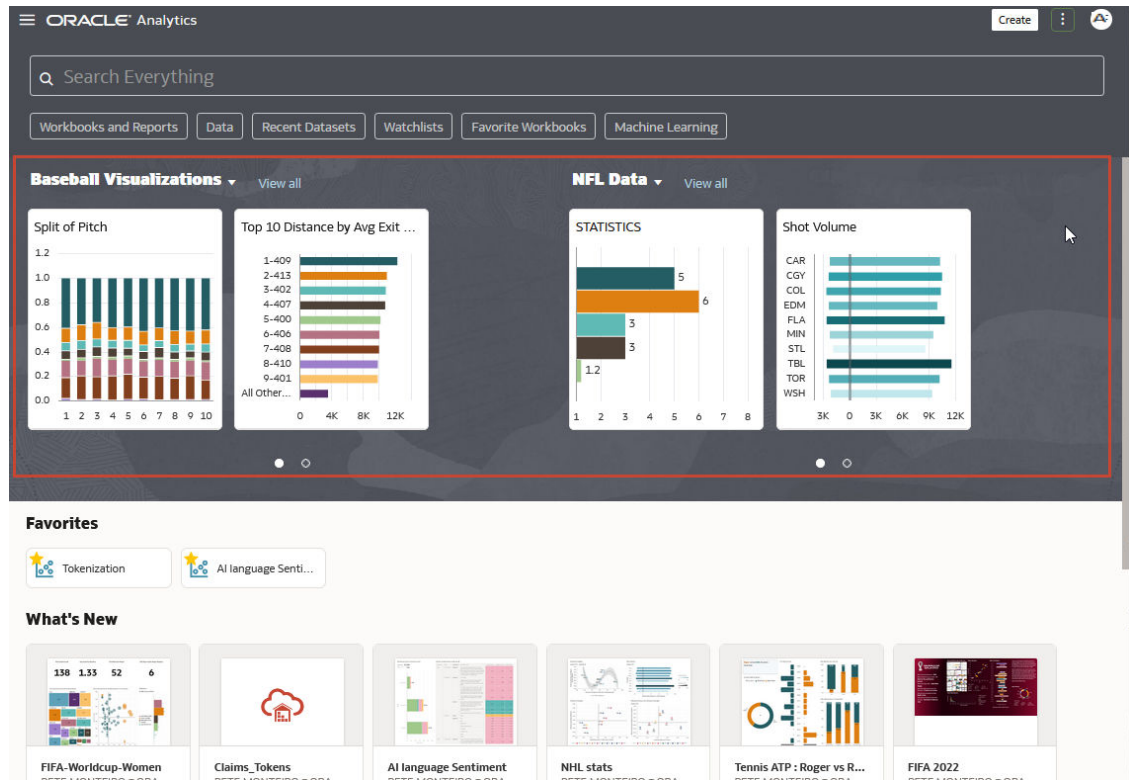 ORACLE Analytics
Create
Search Everything
Workbooks and Reports
Data
Recent Datasets
Watchlists
Favorite Workbooks
Machine Learning
Baseball Visualizations
View all
NFL Data
View all
Split of Pitch
1.2
1.0
0.8
0.6
0.4
0.2
0.0
1 2 3 4 5 6 7 8 9 10
Top 10 Distance by Avg Exit ...
1-409
2-413
3-402
4-407
5-400
6-406
7-408
8-410
9-401
All Other...
0 4K 8K 12K
STATISTICS
5
6
3
3
1.2
1 2 3 4 5 6 7 8
Shot Volume
CAR
CGY
COL
EDM
FLA
MIN
STL
TBL
TOR
WSH
3K 0 3K 6K 9K 12K
Favorites
Tokenization
AI language Senti...
What's New
138 1.33 52 6
FIFA-Worldcup-Women
Claims_Tokens
AI language Sentiment
NHL stats
Tennis ATP : Roger vs R...
FIFA 2022